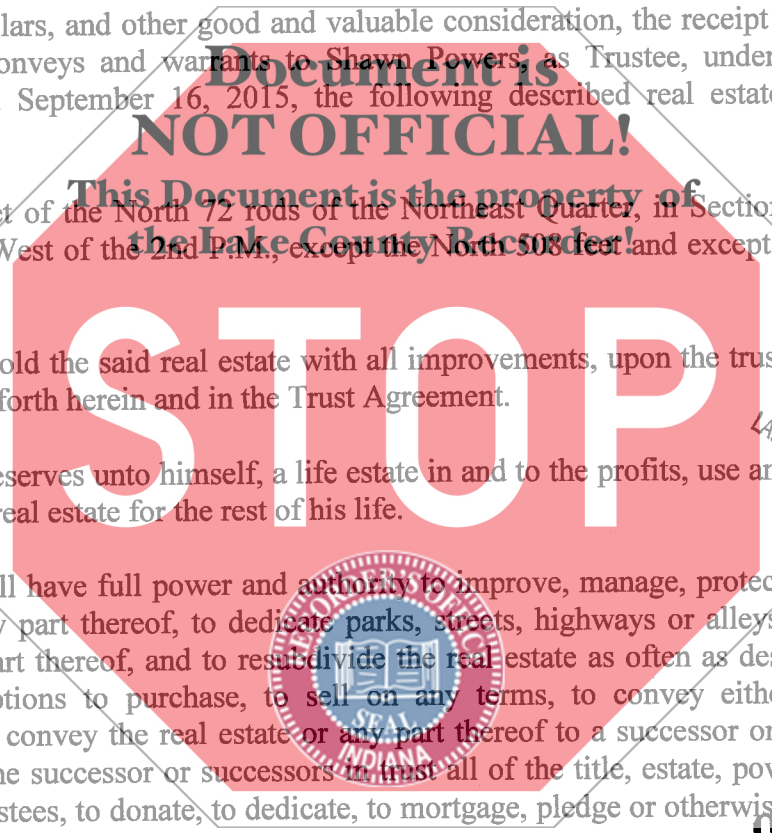 lars, and other good and valuable consideration, the receipt
onveys and warrants to Shawn Powers, as Trustee, under
Document is
September 16, 2015, the following described real estate
NOT OFFICIAL!
This Document is the property of
et of the North 72 rods of the Northeast Quarter, in Section
the Lake County Recorder!
West of the 2nd P.M., except the North 508 feet and except
STOP
old the said real estate with all improvements, upon the trus
forth herein and in the Trust Agreement.
LA
eserves unto himself, a life estate in and to the profits, use an
real estate for the rest of his life.
ll have full power and authority to improve, manage, protec
RECORDER'S OFFICE
y part thereof, to dedicate parks, streets, highways or alleys
art thereof, and to resubdivide the real estate as often as des
ptions to purchase, to sell on any terms, to convey eithe
SEAL
convey the real estate or any part thereof to a successor or
INDIANA
he successor or successors in trust all of the title, estate, pow
stees, to donate, to dedicate, to mortgage, pledge or otherwis